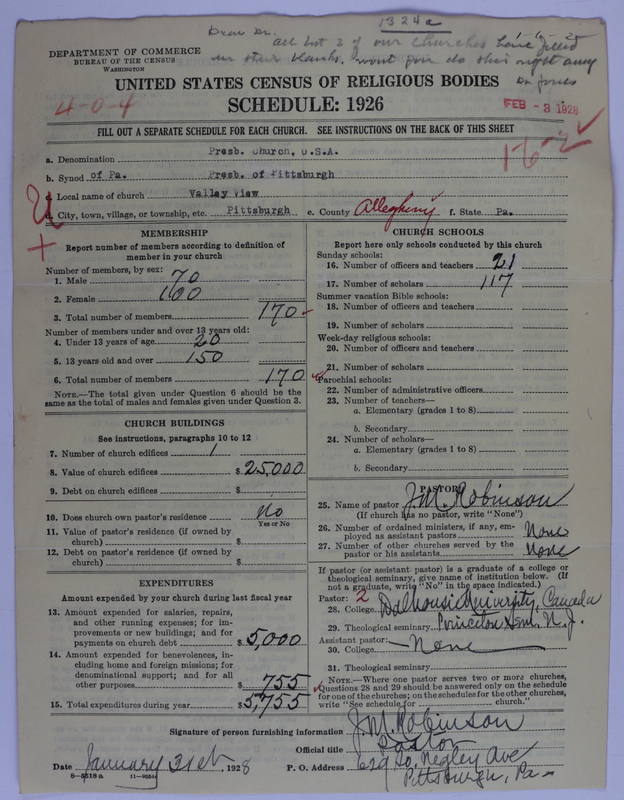 1324a
Dear Dr.
all but 3 of our churches have filled
in other blanks. Won't you do this right away
Dr Jones
DEPARTMENT OF COMMERCE
BUREAU OF THE CENSUS
WASHINGTON
UNITED STATES CENSUS OF RELIGIOUS BODIES
SCHEDULE: 1926
4-0-4
FEB -3 1928
FILL OUT A SEPARATE SCHEDULE FOR EACH CHURCH. SEE INSTRUCTIONS ON THE BACK OF THIS SHEET
16-2
a. Denomination Presb. Church, U.S.A.
b. Synod of Pa. Presb. of Pittsburgh
c. Local name of church Valley View
d. City, town, village, or township, etc. Pittsburgh e. County Allegheny f. State Pa.
MEMBERSHIP
Report number of members according to definition of
member in your church
Number of members, by sex:
1. Male 70
2. Female 100
3. Total number of members 170
Number of members under and over 13 years old:
4. Under 13 years of age 20
5. 13 years old and over 150
6. Total number of members 170
NOTE.—The total given under Question 6 should be
same as the total of males and females given under Question 3.
CHURCH BUILDINGS
See instructions, paragraphs 10 to 12
7. Number of church edifices 1
8. Value of church edifices $ 25,000
9. Debt on church edifices $
10. Does church own pastor's residence No
Yes or No
11. Value of pastor's residence (if owned by
church) $
12. Debt on pastor's residence (if owned by
church) $
EXPENDITURES
Amount expended by your church during last fiscal year
13. Amount expended for salaries, repairs,
and other running expenses; for im-
provements or new buildings; and for
payments on church debt $ 5,000
14. Amount expended for benevolences, in-
cluding home and foreign missions; for
denominational support; and for all
other purposes $ 755
15. Total expenditures during year $ 5,755
CHURCH SCHOOLS
Report here only schools conducted by this church
Sunday schools:
16. Number of officers and teachers 21
17. Number of scholars 117
Summer vacation Bible schools:
18. Number of officers and teachers
19. Number of scholars
Week-day religious schools:
20. Number of officers and teachers
21. Number of scholars
Parochial schools:
22. Number of administrative officers
23. Number of teachers—
a. Elementary (grades 1 to 8)
b. Secondary
24. Number of scholars—
a. Elementary (grades 1 to 8)
b. Secondary
PASTOR
25. Name of pastor J.M. Robinson
(If church has no pastor, write "None")
26. Number of ordained ministers, if any, em-
ployed as assistant pastors None
27. Number of other churches served by the
pastor or his assistants None
If pastor (or assistant pastor) is a graduate of a college or
theological seminary, give name of institution below. (If
not a graduate, write "No" in the space indicated.)
Pastor: 2
28. College Dalhousie University, Canada
29. Theological seminary Princeton Sem. N.J.
Assistant pastor:
30. College None
31. Theological seminary
NOTE.—Where one pastor serves two or more churches,
Questions 28 and 29 should be answered only on the schedule
for one of the churches; on the schedules for the other churches,
write "See schedule for church."
Signature of person furnishing information J.M. Robinson
Official title Pastor
Date January 31st, 1928 P. O. Address 629 So. Negley Ave
Pittsburgh, Pa
8-5618a 11-9054